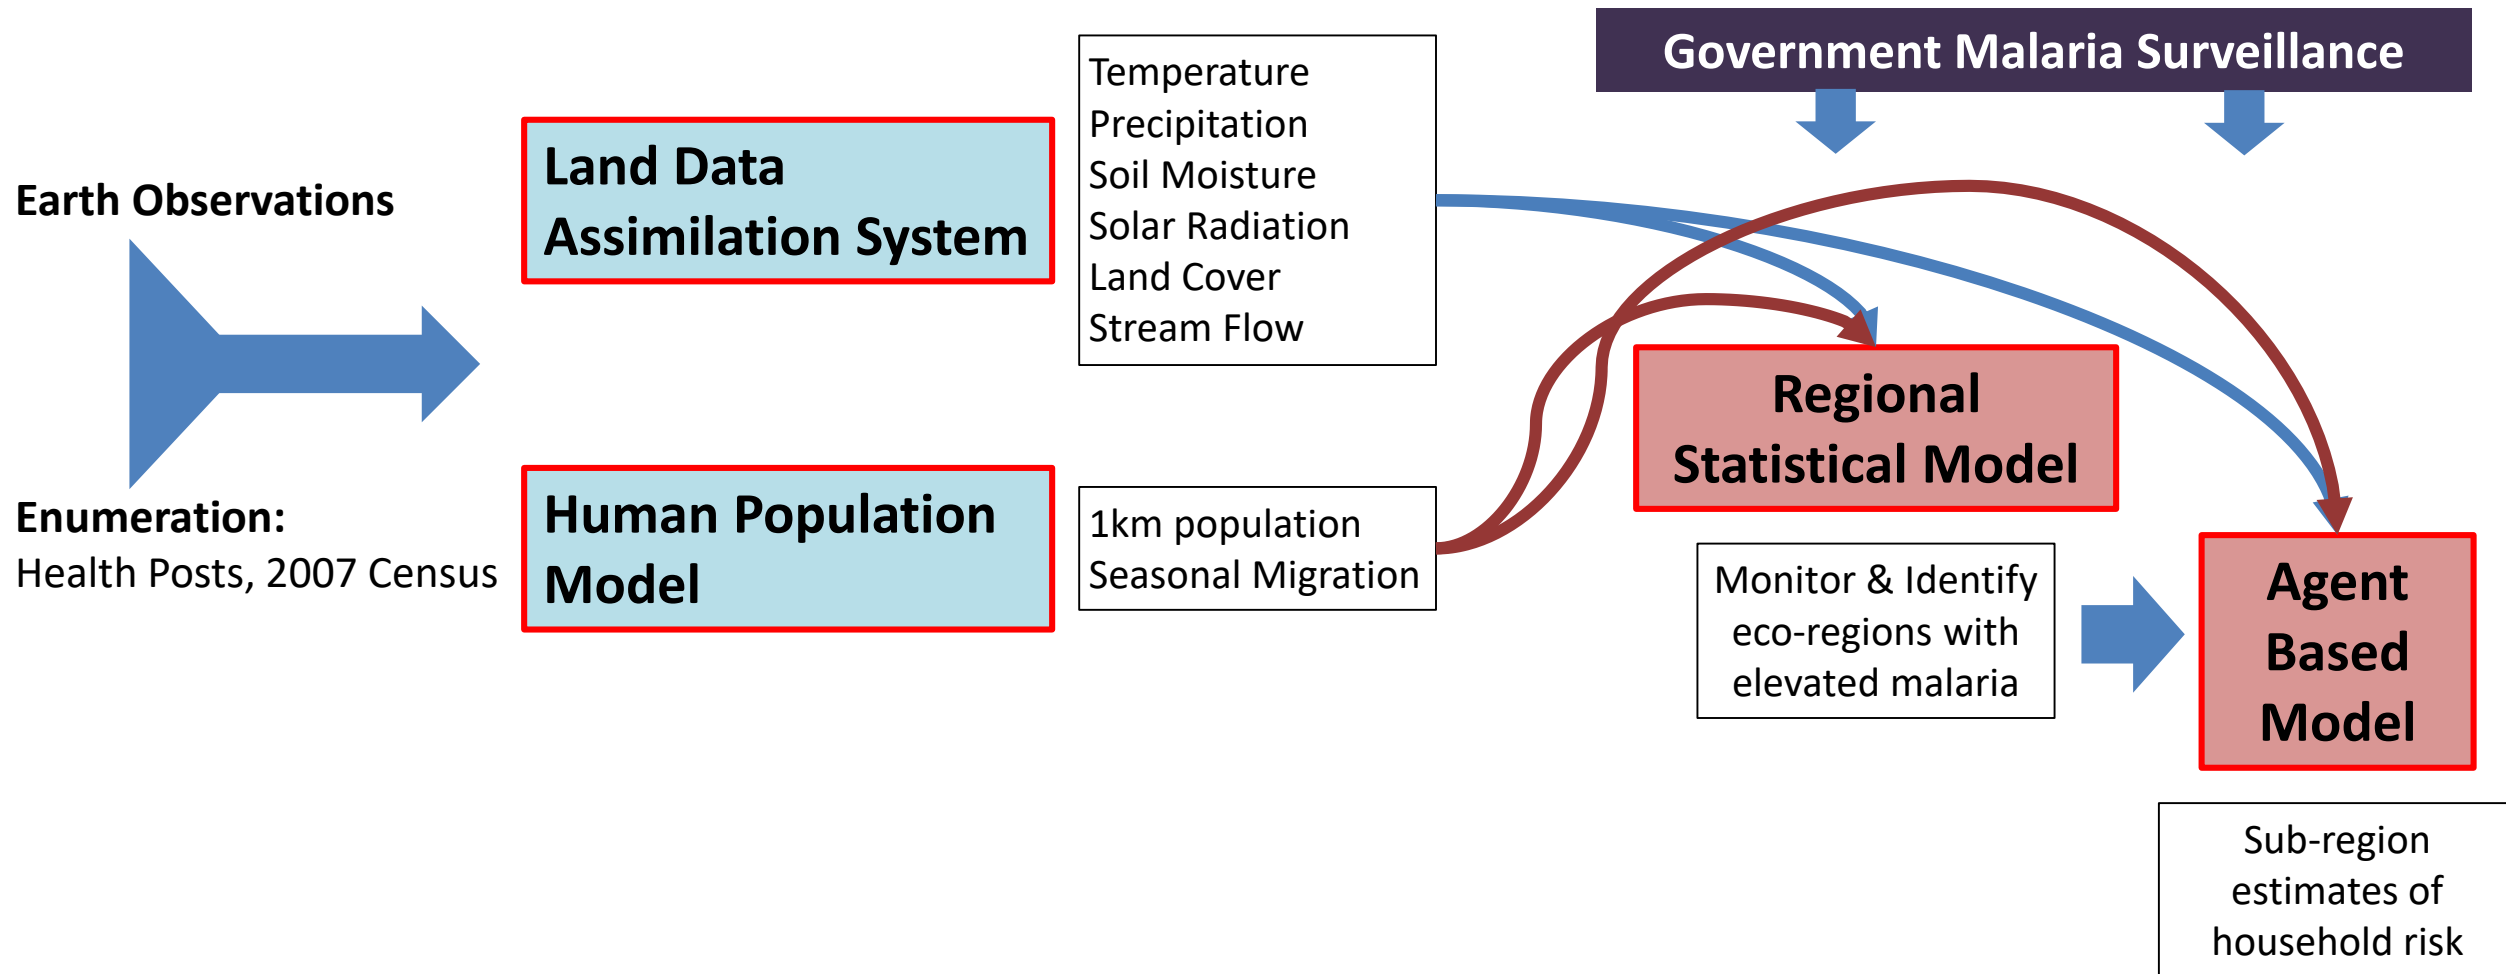 Earth Observations
Enumeration:
Health Posts, 2007 Census
Land Data
Assimilation System
Human Population
Model
Temperature
Precipitation
Soil Moisture
Solar Radiation
Land Cover
Stream Flow
1km population
Seasonal Migration
Government Malaria Surveillance
Regional
Statistical Model
Monitor & Identify
eco-regions with
elevated malaria
Agent
Based
Model
Sub-region
estimates of
household risk